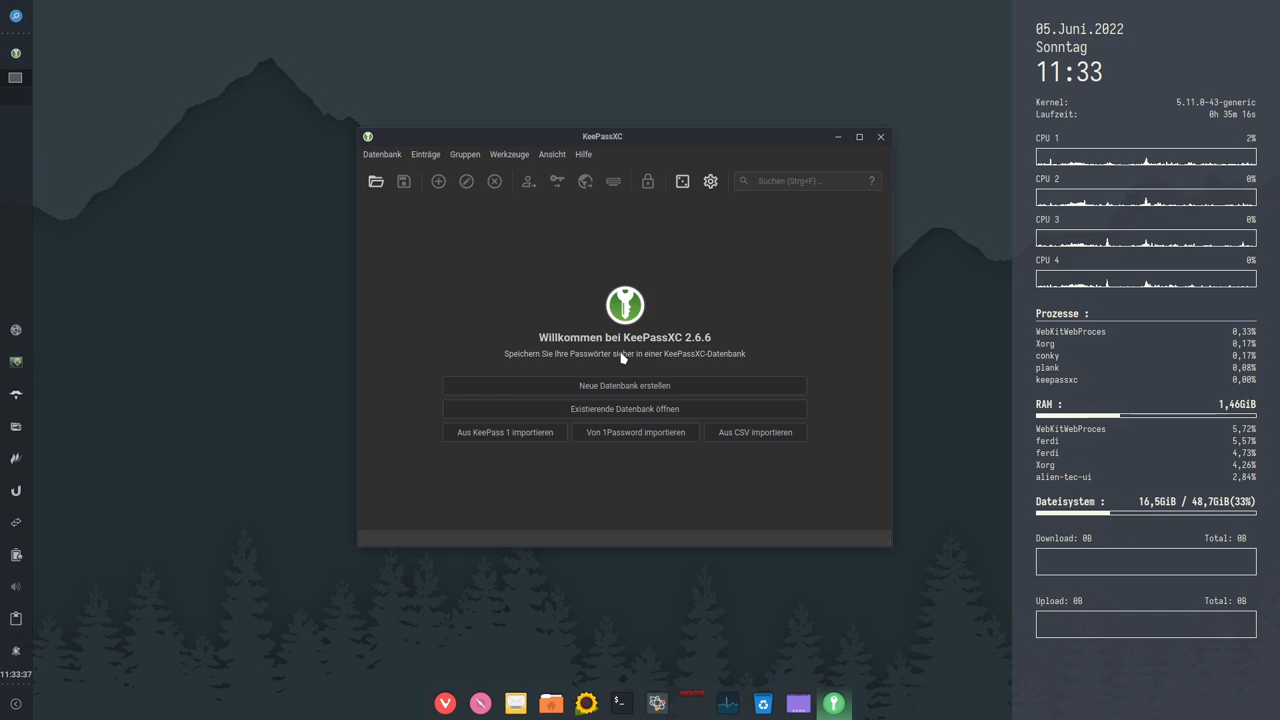 KeePassXC
Datenbank Einträge Gruppen Werkzeuge Ansicht Hilfe
Suchen (Strg+F) ... ?
Willkommen bei KeePassXC 2.6.6
Speichern Sie Ihre Passwörter sicher in einer KeePassXC-Datenbank
Neue Datenbank erstellen
Existierende Datenbank öffnen
Aus KeePass 1 importieren Von 1Password importieren Aus CSV importieren
05.Juni.2022
Sonntag
11:33
Kernel: 5.11.0-43-generic
Laufzeit: 0h 35m 16s
CPU 1 2%
CPU 2 0%
CPU 3 0%
CPU 4 0%
Prozesse :
WebKitWebProces 0,33%
Xorg 0,17%
conky 0,17%
plank 0,08%
keepassxc 0,00%
RAM : 1,46GiB
WebKitWebProces 5,72%
ferdi 5,57%
ferdi 4,73%
Xorg 4,26%
alien-tec-ui 2,84%
Dateisystem : 16,5GiB / 48,7GiB(33%)
Download: 0B Total: 0B
Upload: 0B Total: 0B
11:33:37
$_